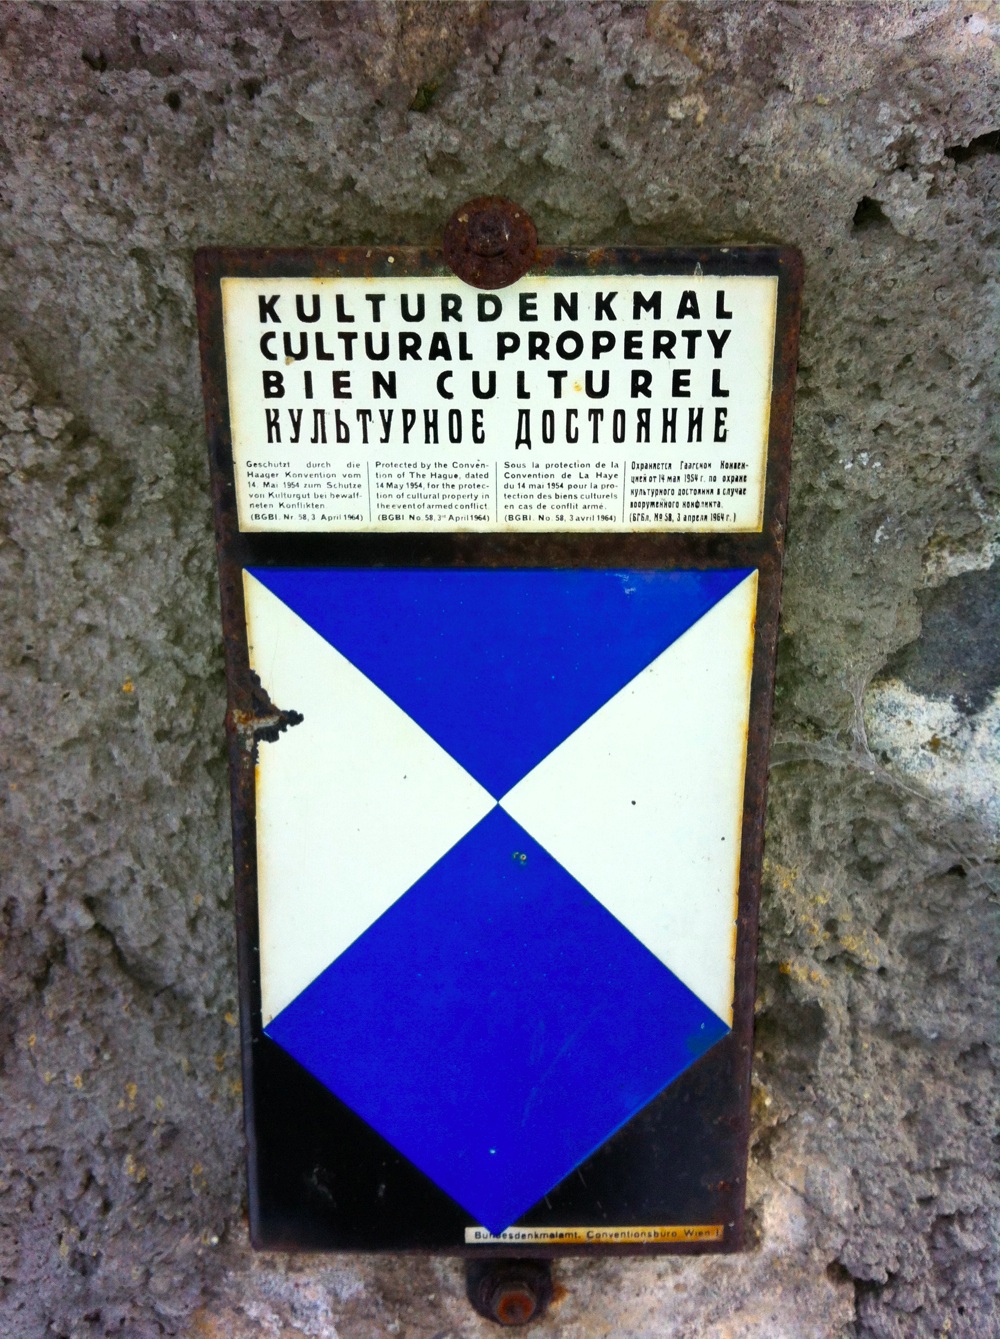 KULTURDENKMAL
CULTURAL PROPERTY
BIEN CULTUREL
КУЛЬТУРНОЕ ДОСТОЯНИЕ
Geschützt durch die
Haager Konvention vom
14. Mai 1954 zum Schutze
von Kulturgut bei bewaff-
neten Konflikten.
(BGBl. Nr. 58, 3 April 1964)
Protected by the Conven-
tion of The Hague, dated
14 May 1954, for the protec-
tion of cultural property in
the event of armed conflict.
(BGBl No. 58, 3rd April 1964)
Sous la protection de la
Convention de La Haye
du 14 mai 1954 pour la pro-
tection des biens culturels
en cas de conflit armé.
(BGBl. No. 58, 3 avril 1964)
Охраняется Гаагской Конвен-
цией от 14 мая 1954 г. по охране
культурного достояния в случае
вооружённого конфликта.
(БГБл. № 58, 3 апреля 1964 г.)
Bundesdenkmalamt, Conventionsbüro Wien I.